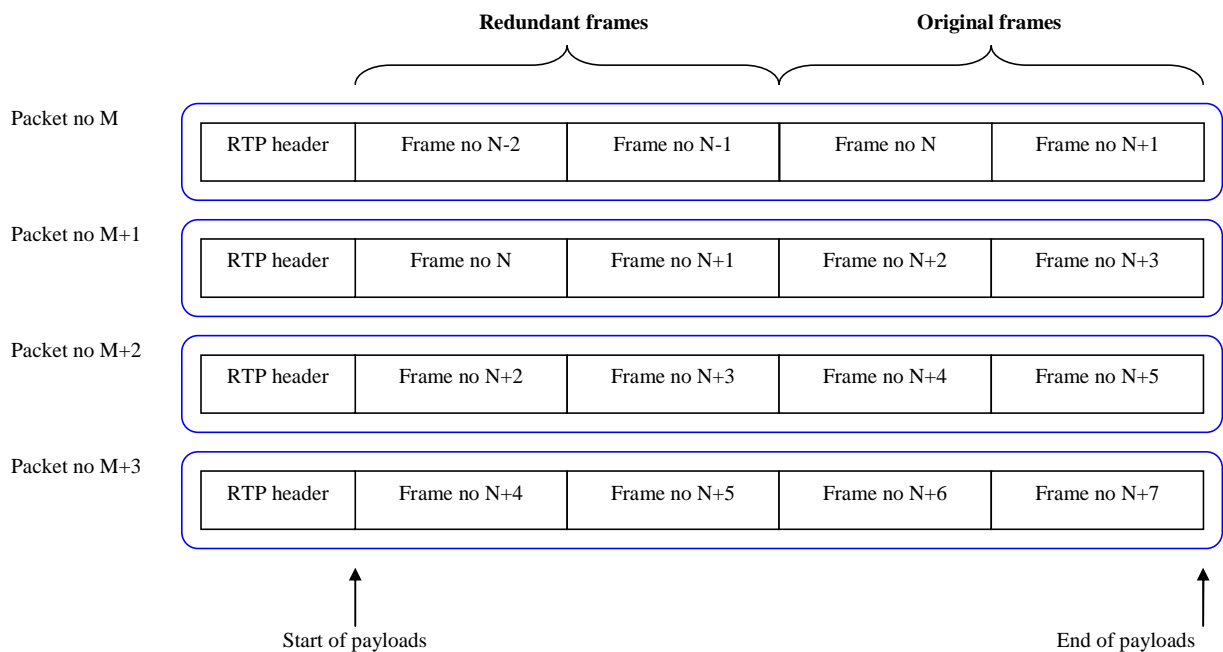 Redundant frames Original frames
Packet no M
RTP header Frame no N-2 Frame no N-1 Frame no N Frame no N+1
Packet no M+1
RTP header Frame no N Frame no N+1 Frame no N+2 Frame no N+3
Packet no M+2
RTP header Frame no N+2 Frame no N+3 Frame no N+4 Frame no N+5
Packet no M+3
RTP header Frame no N+4 Frame no N+5 Frame no N+6 Frame no N+7
Start of payloads End of payloads